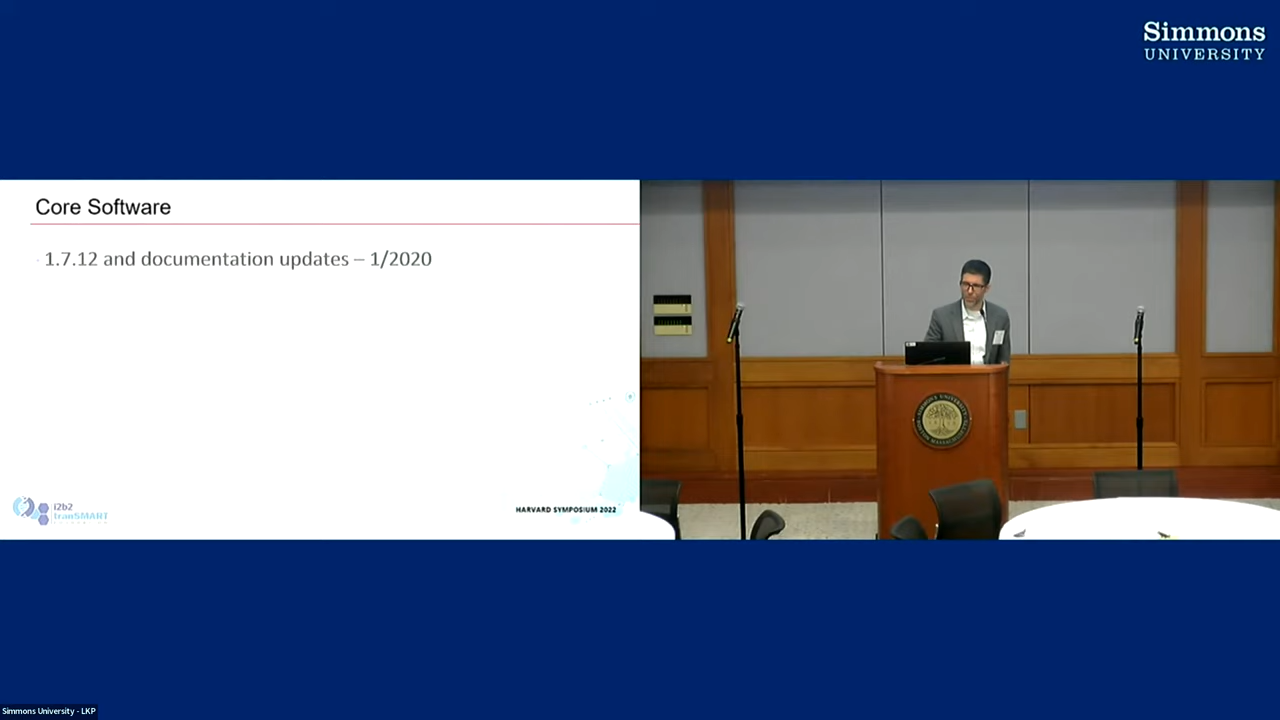 Simmons
UNIVERSITY
Core Software
1.7.12 and documentation updates – 1/2020
i2b2
tranSMART
HARVARD SYMPOSIUM 2022
Simmons University - LKP